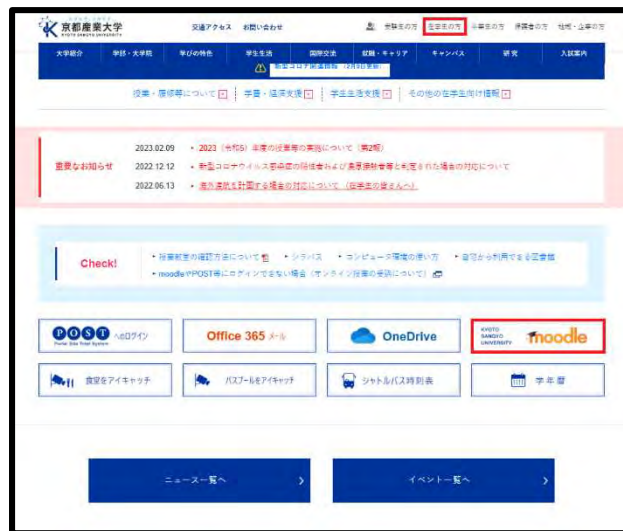 京都産業大学
KYOTO SANGYO UNIVERSITY
交通アクセス お問い合わせ
受験生の方 在学生の方 卒業生の方 保護者の方 地域・企業の方
大学紹介 学部・大学院 学びの特色 学生生活 国際交流 就職・キャリア キャンパス 研究 入試案内
新型コロナ関連情報
授業・履修等について 学費・経済支援 学生生活支援 その他の在学生向け情報
重要なお知らせ
2023.02.09 ・ 2023(令和5)年度の授業等の実施について(第2報)
2022.12.12 ・ 新型コロナウイルス感染症の陽性者および濃厚接触者等と判定された場合の対応について
2022.06.13 ・ 海外渡航を計画する場合の対応について(在学生の皆さんへ)
Check!
・ 授業教室の確認方法について ・ シラバス ・ コンピュータ環境の使い方 ・ 自宅から利用できる図書館
・ moodleやPOST等にログインできない場合(オンライン授業の受講について)
POST へログイン
Office 365 メール
OneDrive
KYOTO SANGYO UNIVERSITY moodle
食堂をアイキャッチ
バスプールをアイキャッチ
シャトルバス時刻表
学年暦
ニュース一覧へ
イベント一覧へ